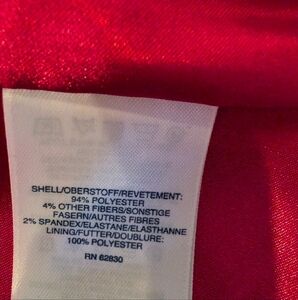 SHELL/OBERSTOFF/REVETEMENT:
94% POLYESTER
4% OTHER FIBERS/SONSTIGE
FASERN/AUTRES FIBRES
2% SPANDEX/ELASTAN/ELASTHANNE
LINING/FUTTER/DOUBLURE:
100% POLYESTER
RN 62830